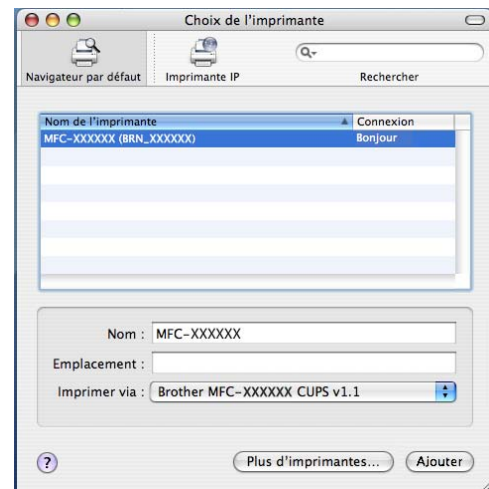 Choix de l'imprimante
Navigateur par défaut
Imprimante IP
Rechercher
Nom de l'imprimante
Connexion
MFC-XXXXXX (BRN_XXXXXX)
Bonjour
Nom :
MFC-XXXXXX
Emplacement :
Imprimer via :
Brother MFC-XXXXXX CUPS v1.1
?
Plus d'imprimantes...
Ajouter